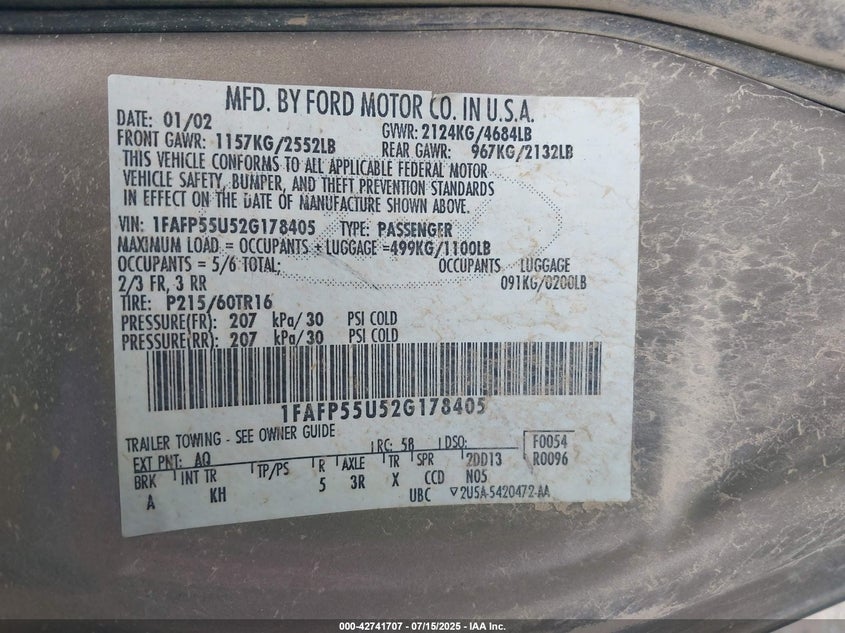 MFD. BY FORD MOTOR CO. IN U.S.A.
DATE: 01/02 GVWR: 2124KG/4684LB
FRONT GAWR: 1157KG/2552LB REAR GAWR: 967KG/2132LB
THIS VEHICLE CONFORMS TO ALL APPLICABLE FEDERAL MOTOR
VEHICLE SAFETY, BUMPER, AND THEFT PREVENTION STANDARDS
IN EFFECT ON THE DATE OF MANUFACTURE SHOWN ABOVE.
VIN: 1FAFP55U52G178405 TYPE: PASSENGER
MAXIMUM LOAD = OCCUPANTS + LUGGAGE =499KG/1100LB
OCCUPANTS = 5/6 TOTAL; OCCUPANTS LUGGAGE
2/3 FR, 3 RR 091KG/0200LB
TIRE: P215/60TR16
PRESSURE(FR): 207 kPa/30 PSI COLD
PRESSURE(RR): 207 kPa/30 PSI COLD
1FAFP55U52G178405
TRAILER TOWING - SEE OWNER GUIDE
EXT PNT: AQ RC: 58 DSO: F0054
BRK INT TR TP/PS R AXLE TR SPR 2DD13 R0096
A KH 5 3R X CCD N05
UBC 2U5A-5420472-AA
000-42741707 - 07/15/2025 - IAA Inc.